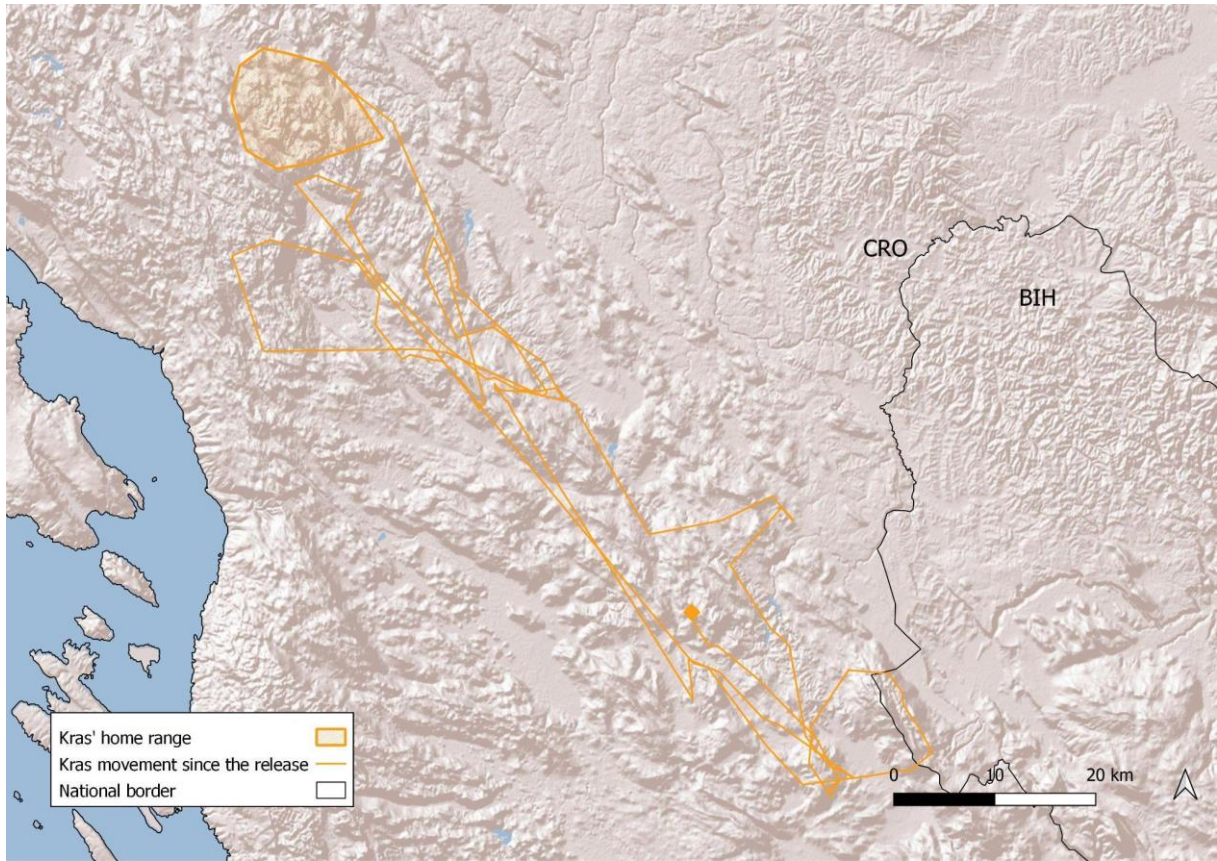 CRO
BIH
Kras' home range
Kras movement since the release
National border
0 10 20 km